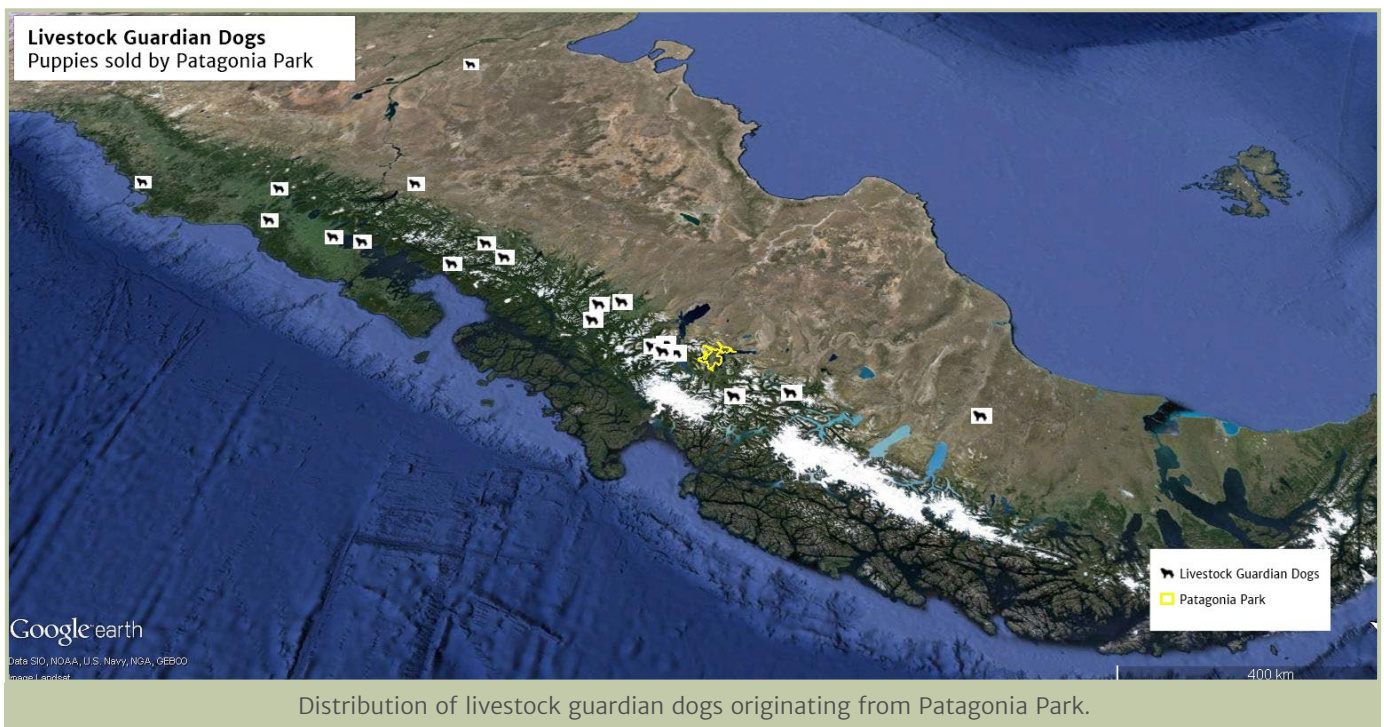 Livestock Guardian Dogs
Puppies sold by Patagonia Park
Livestock Guardian Dogs
Patagonia Park
Google earth
Data SIO, NOAA, U.S. Navy, NGA, GEBCO
Image Landsat
400 km
Distribution of livestock guardian dogs originating from Patagonia Park.